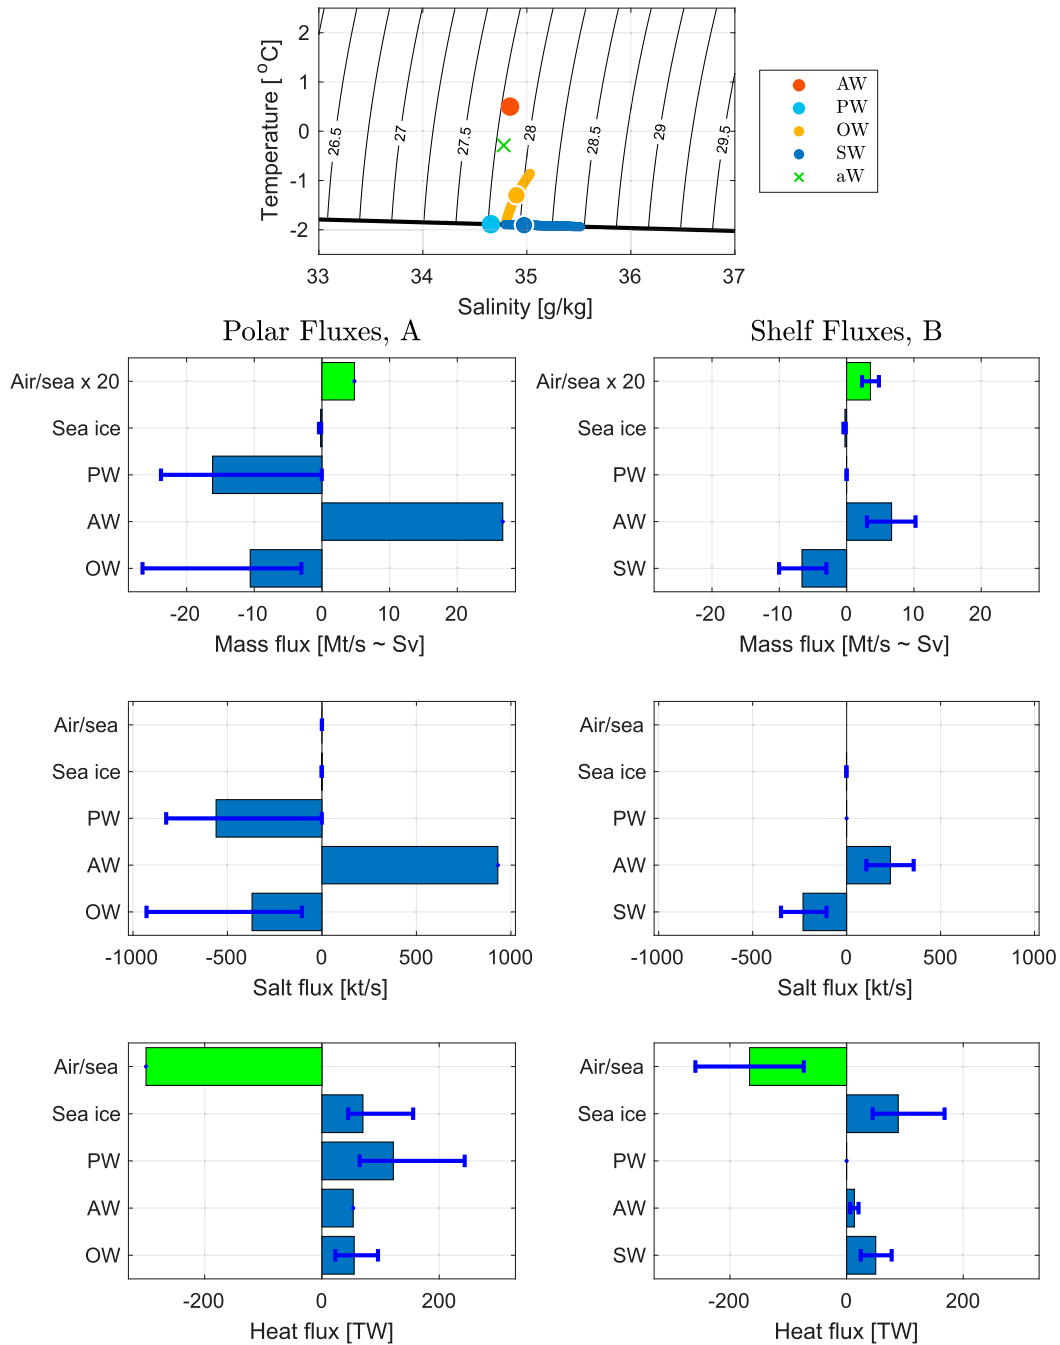 2
1
0
-1
-2
Temperature [ °C]
26.5
27
27.5
28
28.5
29
29.5
33
34
35
36
37
Salinity [g/kg]
AW
PW
OW
SW
aW
Polar Fluxes, A
Air/sea x 20
Sea ice
PW
AW
OW
-20
-10
0
10
20
Mass flux [Mt/s ~ Sv]
Shelf Fluxes, B
Air/sea x 20
Sea ice
PW
AW
SW
-20
-10
0
10
20
Mass flux [Mt/s ~ Sv]
Air/sea
Sea ice
PW
AW
OW
-1000
-500
0
500
1000
Salt flux [kt/s]
Air/sea
Sea ice
PW
AW
SW
-1000
-500
0
500
1000
Salt flux [kt/s]
Air/sea
Sea ice
PW
AW
OW
-200
0
200
Heat flux [TW]
Air/sea
Sea ice
PW
AW
SW
-200
0
200
Heat flux [TW]